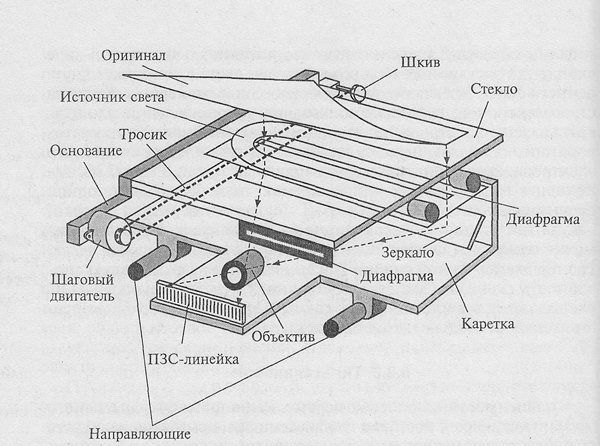 Оригинал
Шкив
Источник света
Стекло
Тросик
Основание
Диафрагма
Зеркало
Шаговый
двигатель
Диафрагма
Каретка
Объектив
ПЗС-линейка
Направляющие